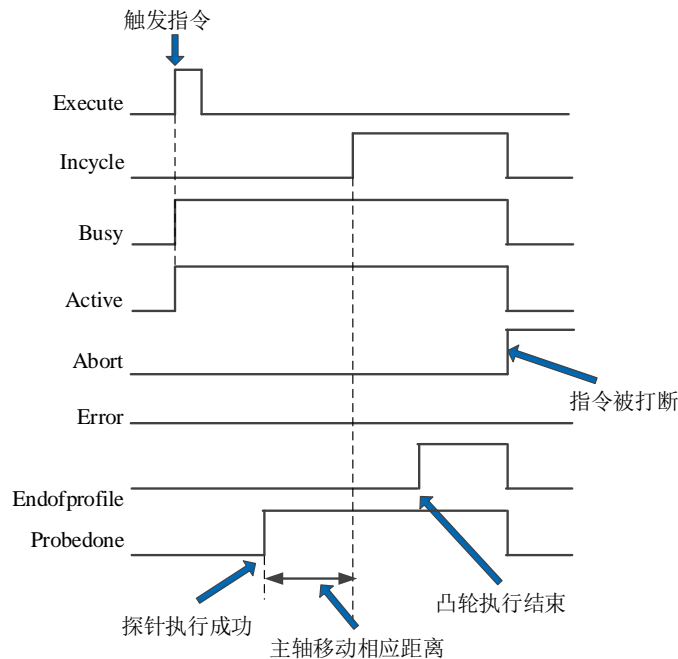 触发指令
Execute
Incycle
Busy
Active
Abort
指令被打断
Error
Endofprofile
Probedone
凸轮执行结束
探针执行成功
主轴移动相应距离